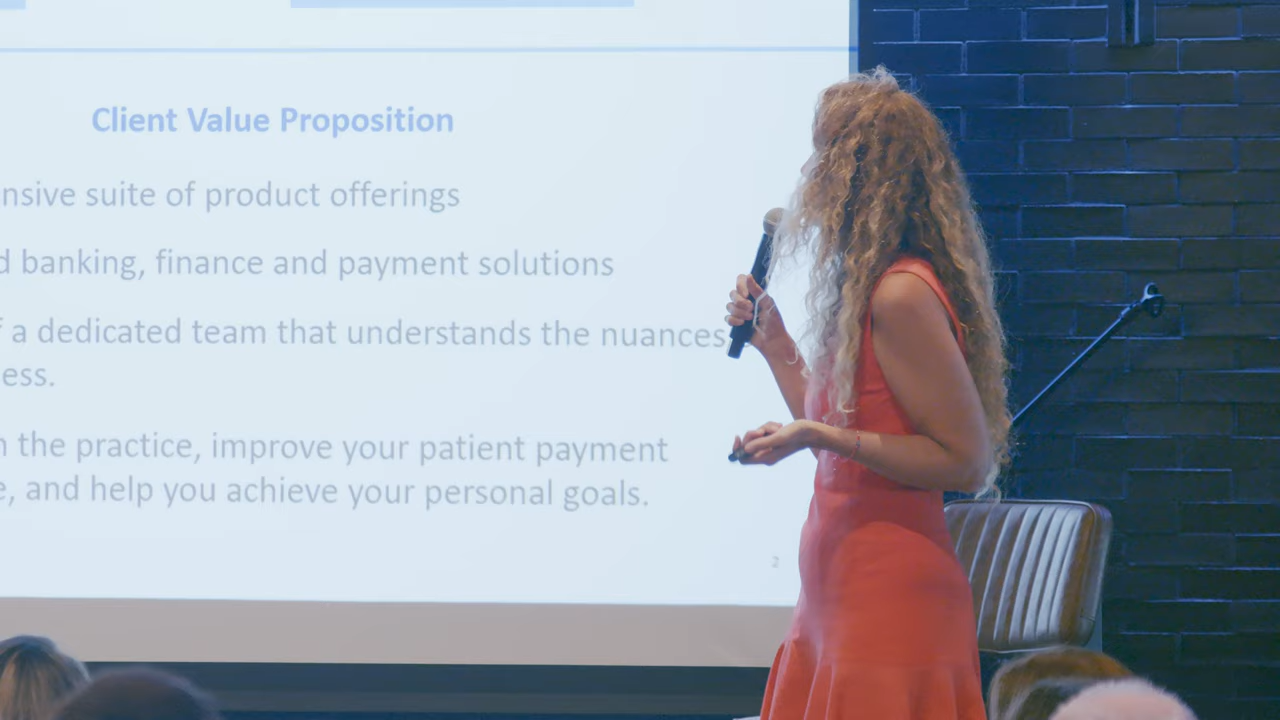 Client Value Proposition
nsive suite of product offerings
d banking, finance and payment solutions
f a dedicated team that understands the nuances
ess.
n the practice, improve your patient payment
e, and help you achieve your personal goals.
2